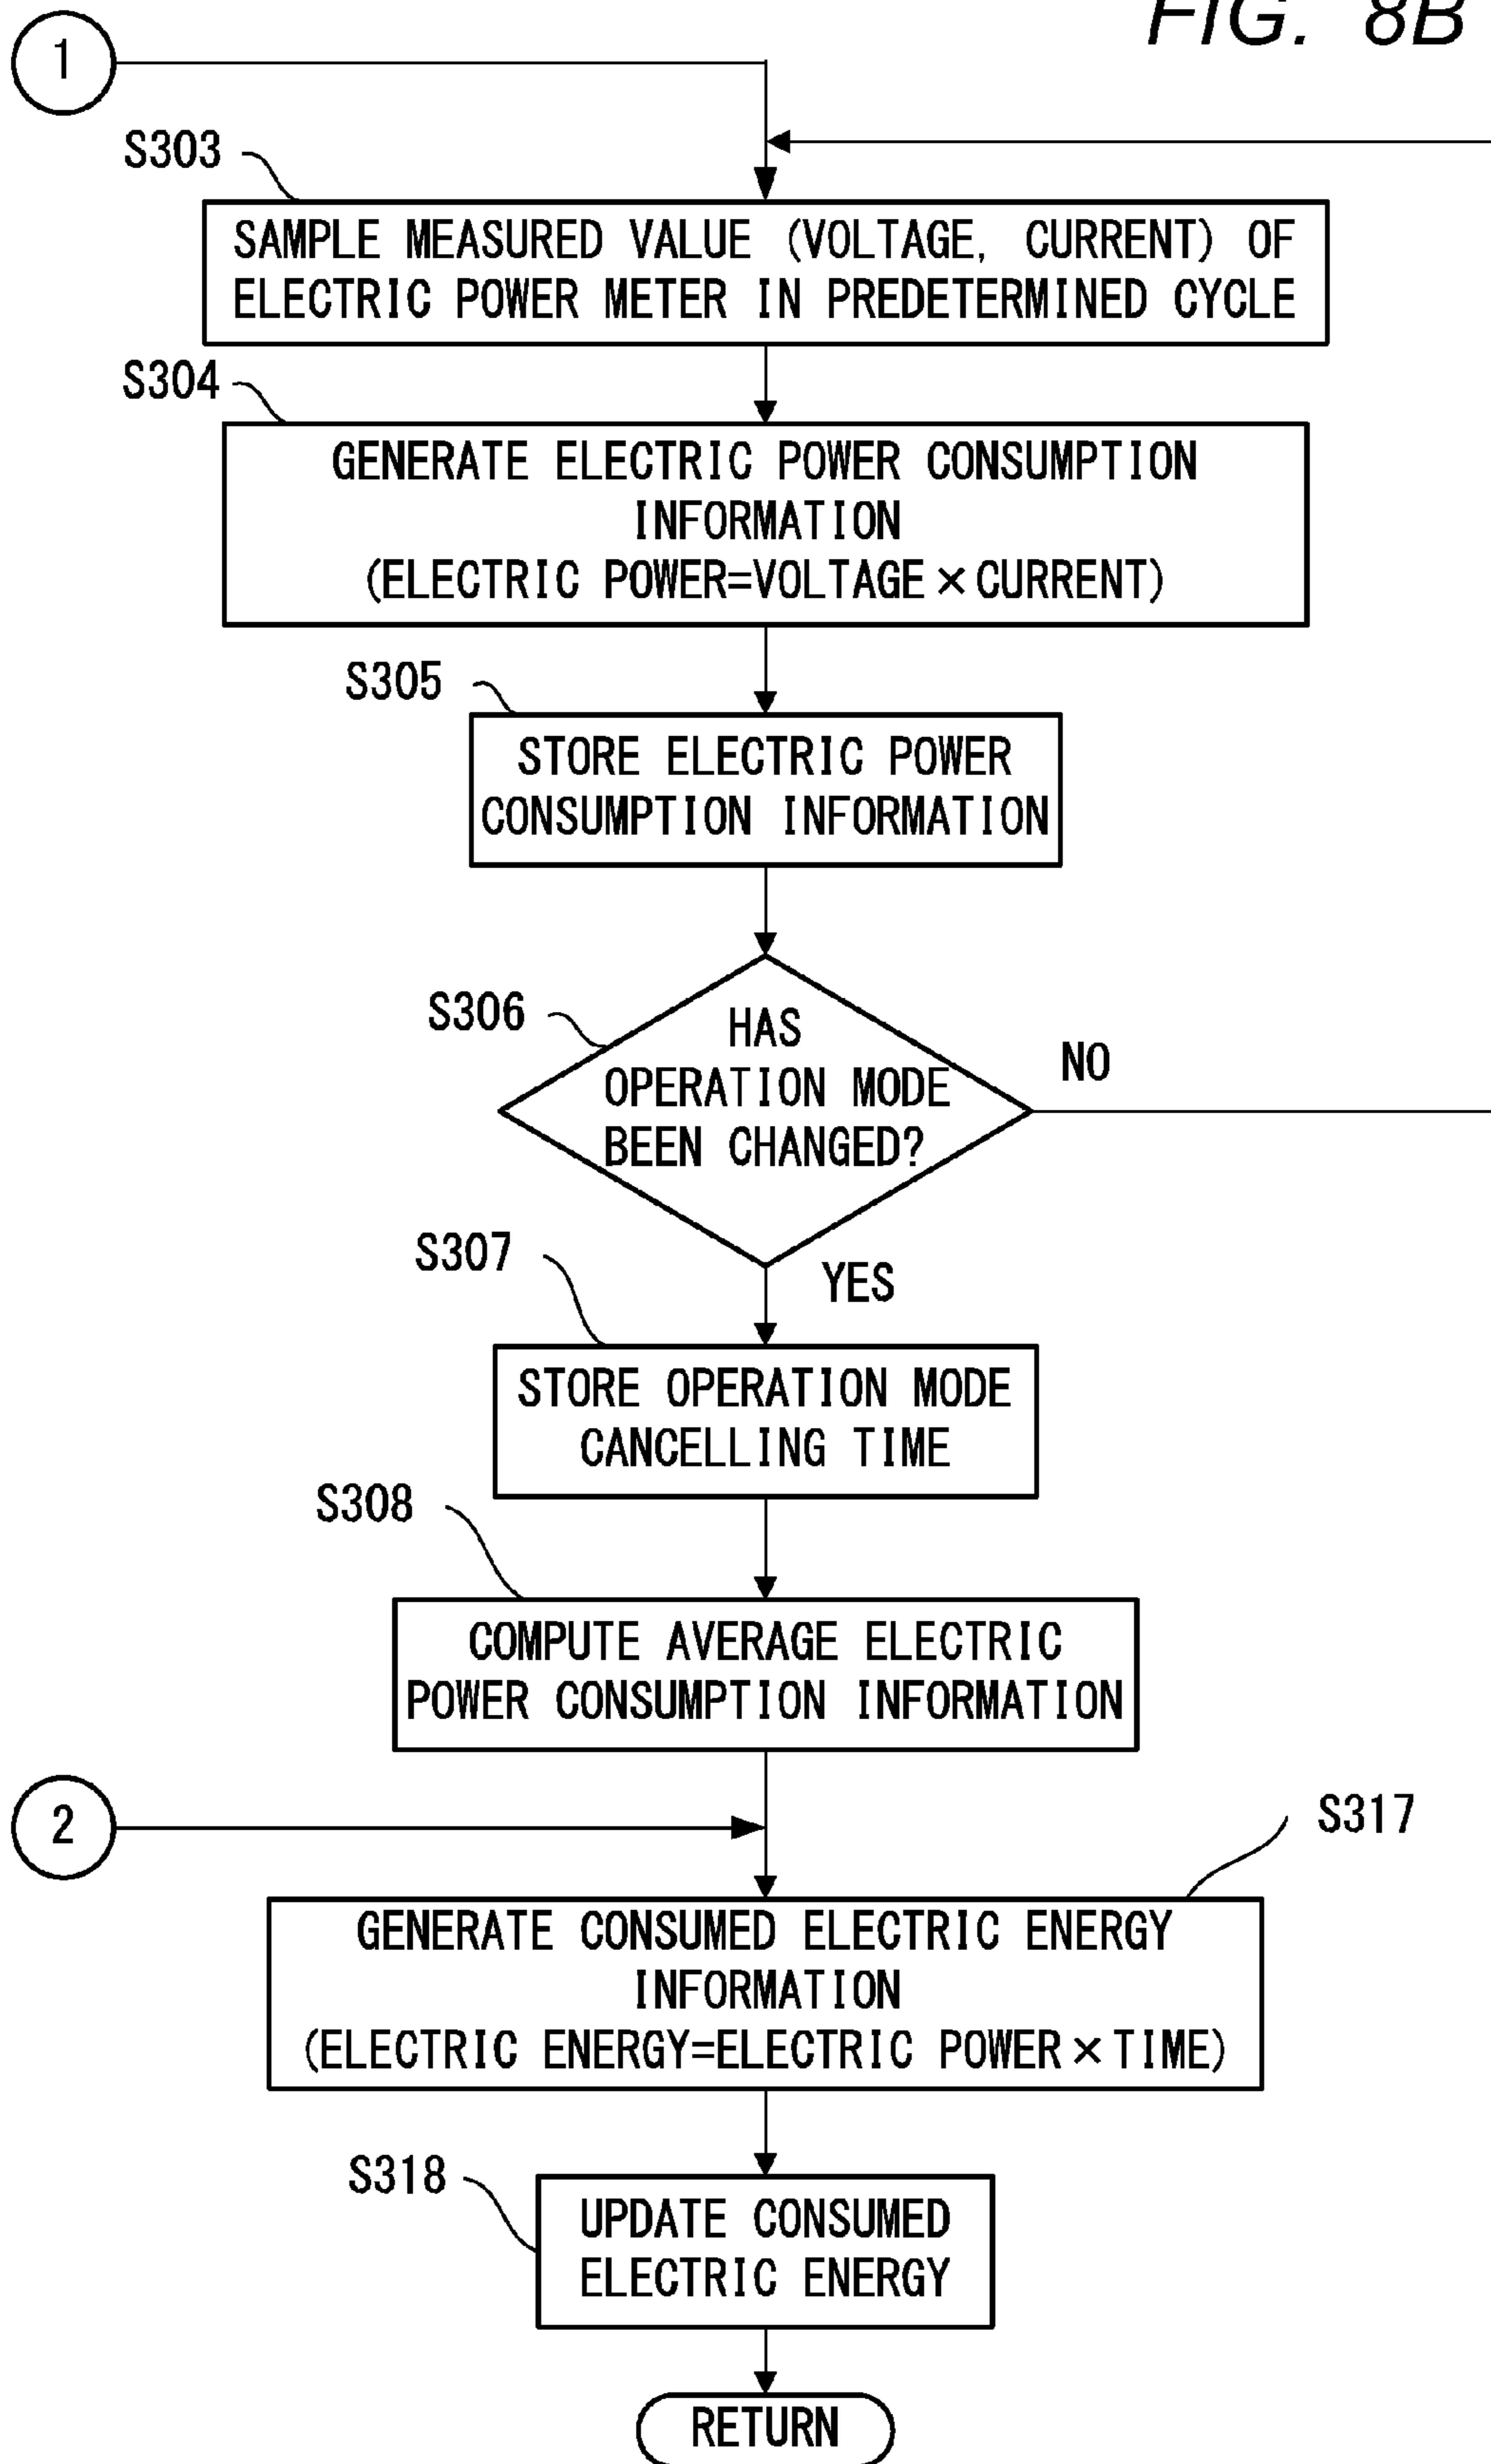 FIG. 8B
1
S303
SAMPLE MEASURED VALUE (VOLTAGE, CURRENT) OF
ELECTRIC POWER METER IN PREDETERMINED CYCLE
S304
GENERATE ELECTRIC POWER CONSUMPTION
INFORMATION
(ELECTRIC POWER=VOLTAGE×CURRENT)
S305
STORE ELECTRIC POWER
CONSUMPTION INFORMATION
S306
HAS
OPERATION MODE
BEEN CHANGED?
NO
YES
S307
STORE OPERATION MODE
CANCELLING TIME
S308
COMPUTE AVERAGE ELECTRIC
POWER CONSUMPTION INFORMATION
2
S317
GENERATE CONSUMED ELECTRIC ENERGY
INFORMATION
(ELECTRIC ENERGY=ELECTRIC POWER×TIME)
S318
UPDATE CONSUMED
ELECTRIC ENERGY
RETURN